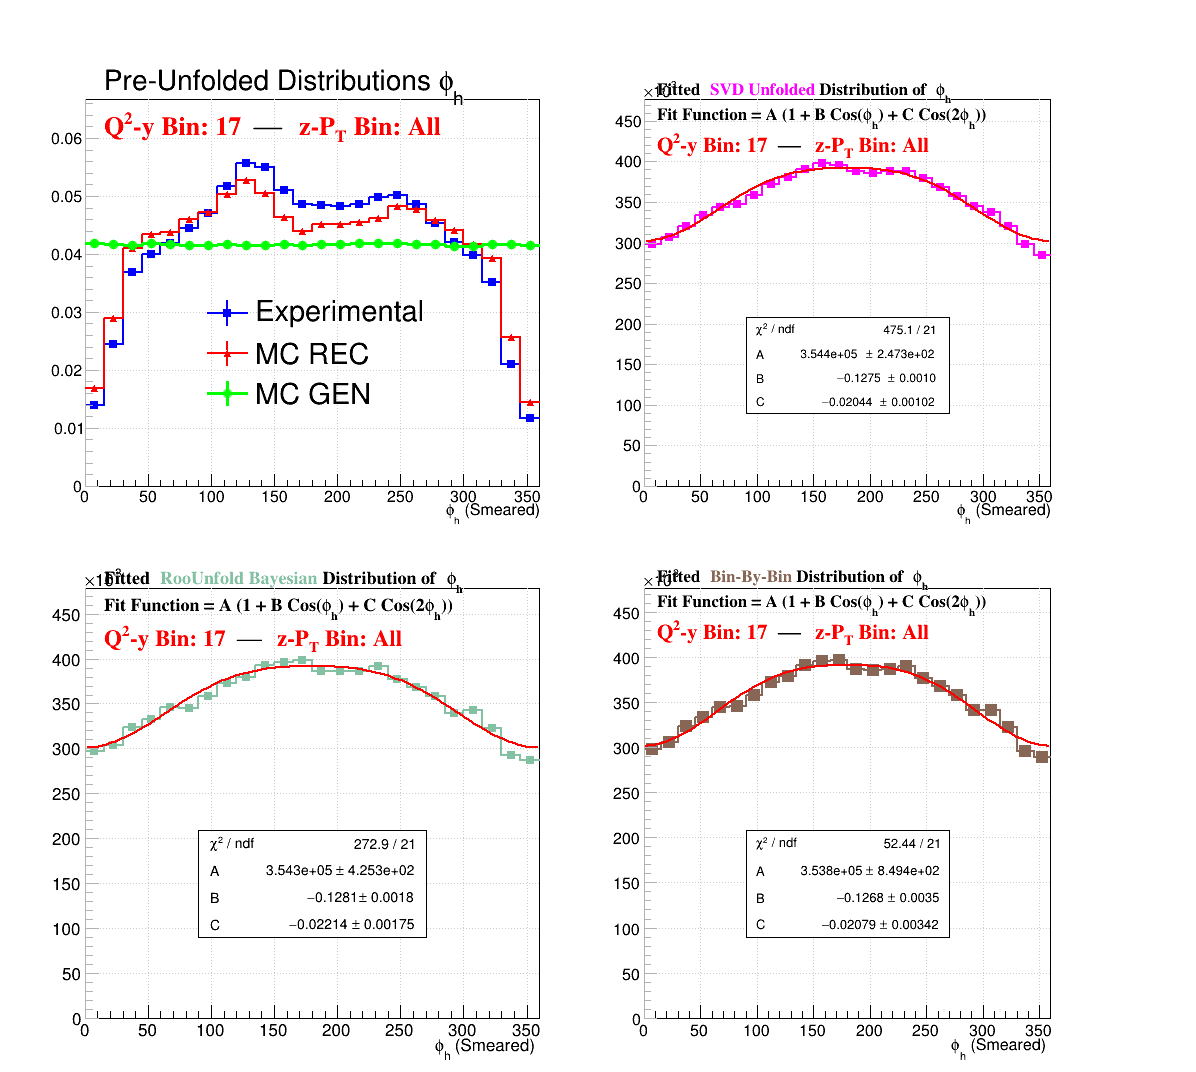 Pre-Unfolded Distributions ϕh
Q²-y Bin: 17 — z-PT Bin: All
0.06
0.05
0.04
0.03
0.02
0.01
0
Experimental
MC REC
MC GEN
0 50 100 150 200 250 300 350
ϕh (Smeared)
Fitted SVD Unfolded Distribution of ϕh
Fit Function = A (1 + B Cos(ϕh) + C Cos(2ϕh))
Q²-y Bin: 17 — z-PT Bin: All
450
400
350
300
250
200
150
100
50
0
χ² / ndf 475.1 / 21
A 3.544e+05 ± 2.473e+02
B −0.1275 ± 0.0010
C −0.02044 ± 0.00102
0 50 100 150 200 250 300 350
ϕh (Smeared)
Fitted RooUnfold Bayesian Distribution of ϕh
Fit Function = A (1 + B Cos(ϕh) + C Cos(2ϕh))
Q²-y Bin: 17 — z-PT Bin: All
450
400
350
300
250
200
150
100
50
0
χ² / ndf 272.9 / 21
A 3.543e+05 ± 4.253e+02
B −0.1281 ± 0.0018
C −0.02214 ± 0.00175
0 50 100 150 200 250 300 350
ϕh (Smeared)
Fitted Bin-By-Bin Distribution of ϕh
Fit Function = A (1 + B Cos(ϕh) + C Cos(2ϕh))
Q²-y Bin: 17 — z-PT Bin: All
450
400
350
300
250
200
150
100
50
0
χ² / ndf 52.44 / 21
A 3.538e+05 ± 8.494e+02
B −0.1268 ± 0.0035
C −0.02079 ± 0.00342
0 50 100 150 200 250 300 350
ϕh (Smeared)